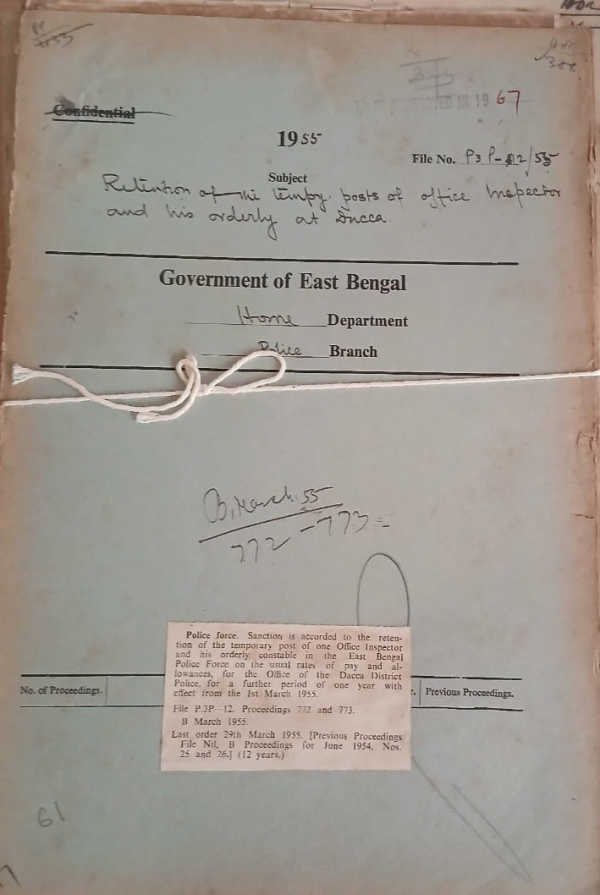 Confidential
IN 19 67
1955
File No. P3P-12/55
Subject
Retention of the tempy. posts of office Inspector
and his orderly at Dacca.
Government of East Bengal
Home Department
Police Branch
B, March, 55
772-773
Police force. Sanction is accorded to the reten-
tion of the temporary post of one Office Inspector
and his orderly constable in the East Bengal
Police Force on the usual rates of pay and al-
lowances, for the Office of the Dacca District
Police, for a further period of one year with
effect from the 1st March 1955.
File P.3P—12. Proceedings 772 and 773.
B March 1955.
Last order 29th March 1955. [Previous Proceedings
File Nil, B Proceedings for June 1954, Nos.
25 and 26.] (12 years.)
No. of Proceedings.
Previous Proceedings.
61